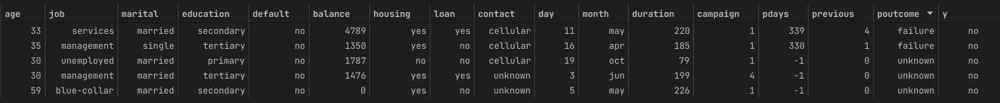 age job marital education default balance housing loan contact day month duration campaign pdays previous poutcome y
33 services married secondary no 4789 yes yes cellular 11 may 220 1 339 4 failure no
35 management single tertiary no 1350 yes no cellular 16 apr 185 1 330 1 failure no
30 unemployed married primary no 1787 no no cellular 19 oct 79 1 -1 0 unknown no
30 management married tertiary no 1476 yes yes unknown 3 jun 199 4 -1 0 unknown no
59 blue-collar married secondary no 0 yes no unknown 5 may 226 1 -1 0 unknown no